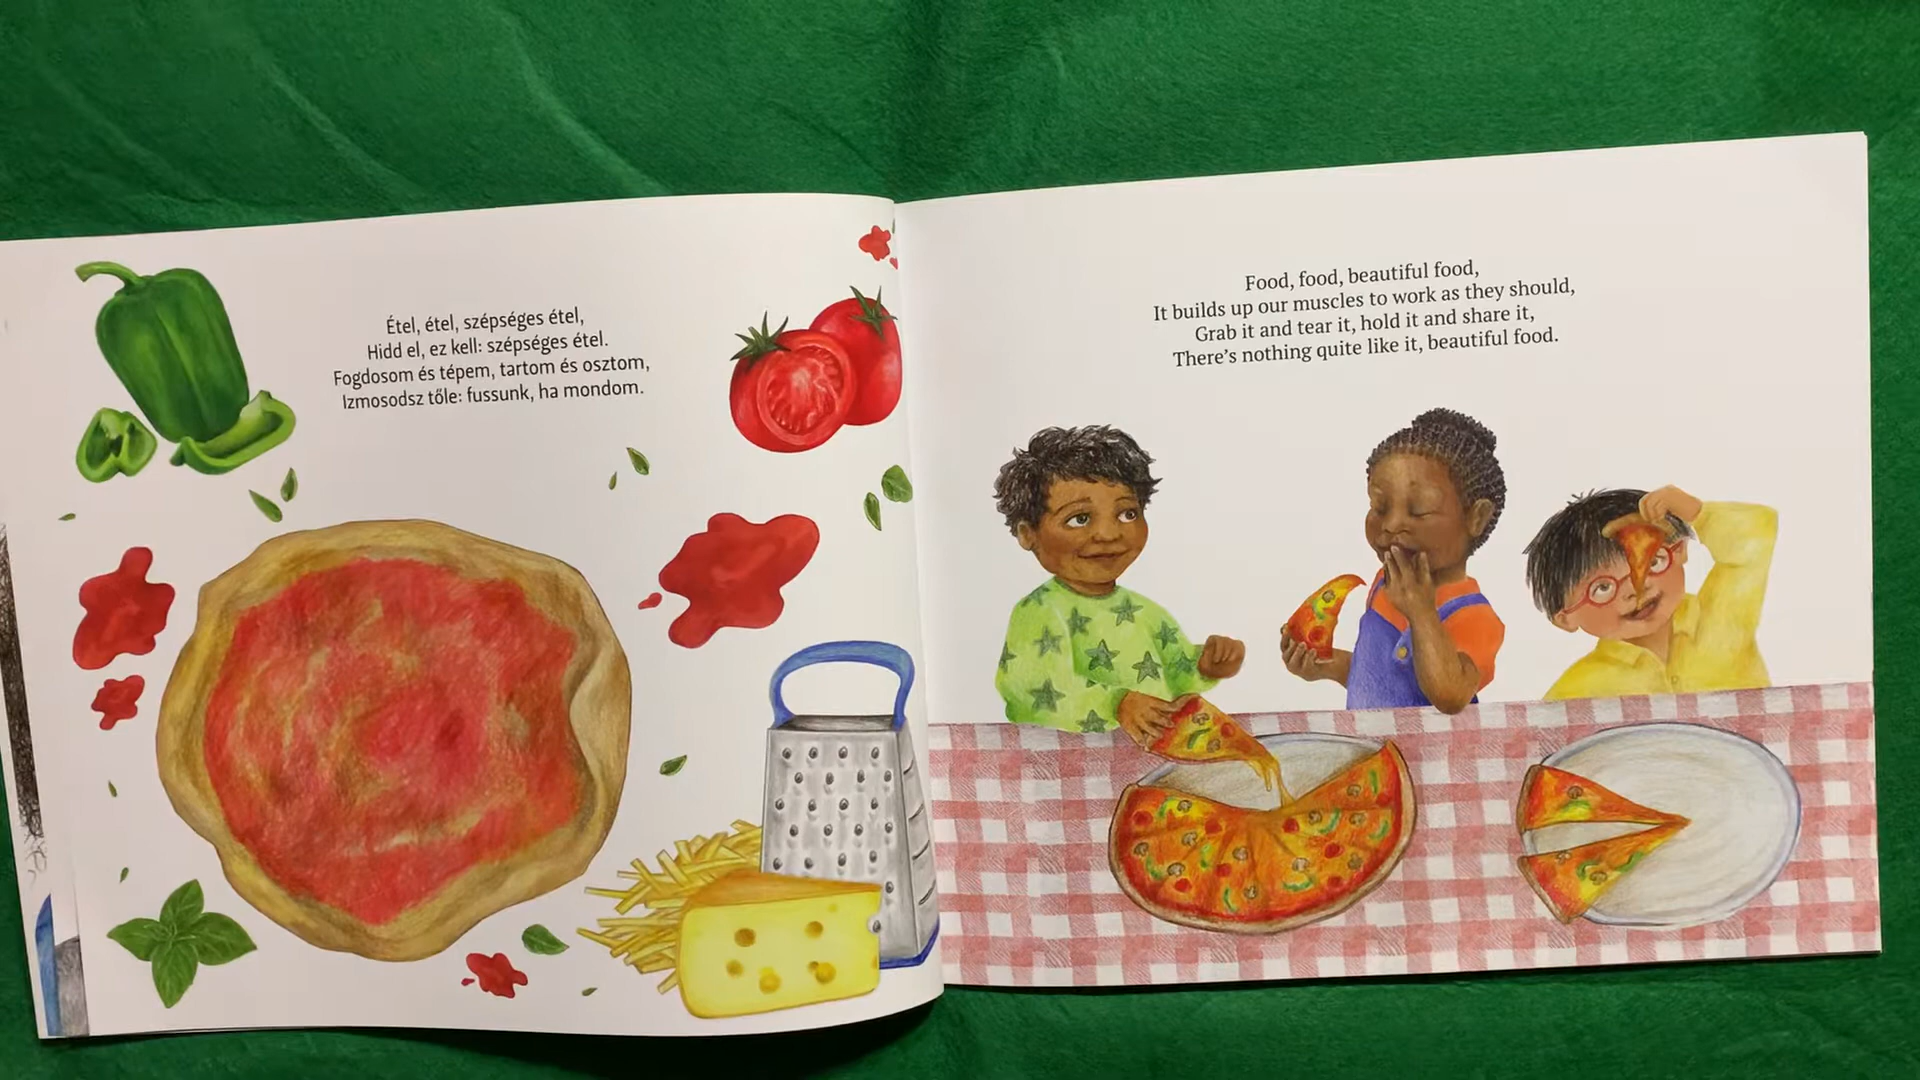 Étel, étel, szépséges étel,
Hidd el, ez kell: szépséges étel.
Fogdosom és tépem, tartom és osztom,
Izmosodsz tőle: fussunk, ha mondom.
Food, food, beautiful food,
It builds up our muscles to work as they should,
Grab it and tear it, hold it and share it,
There's nothing quite like it, beautiful food.